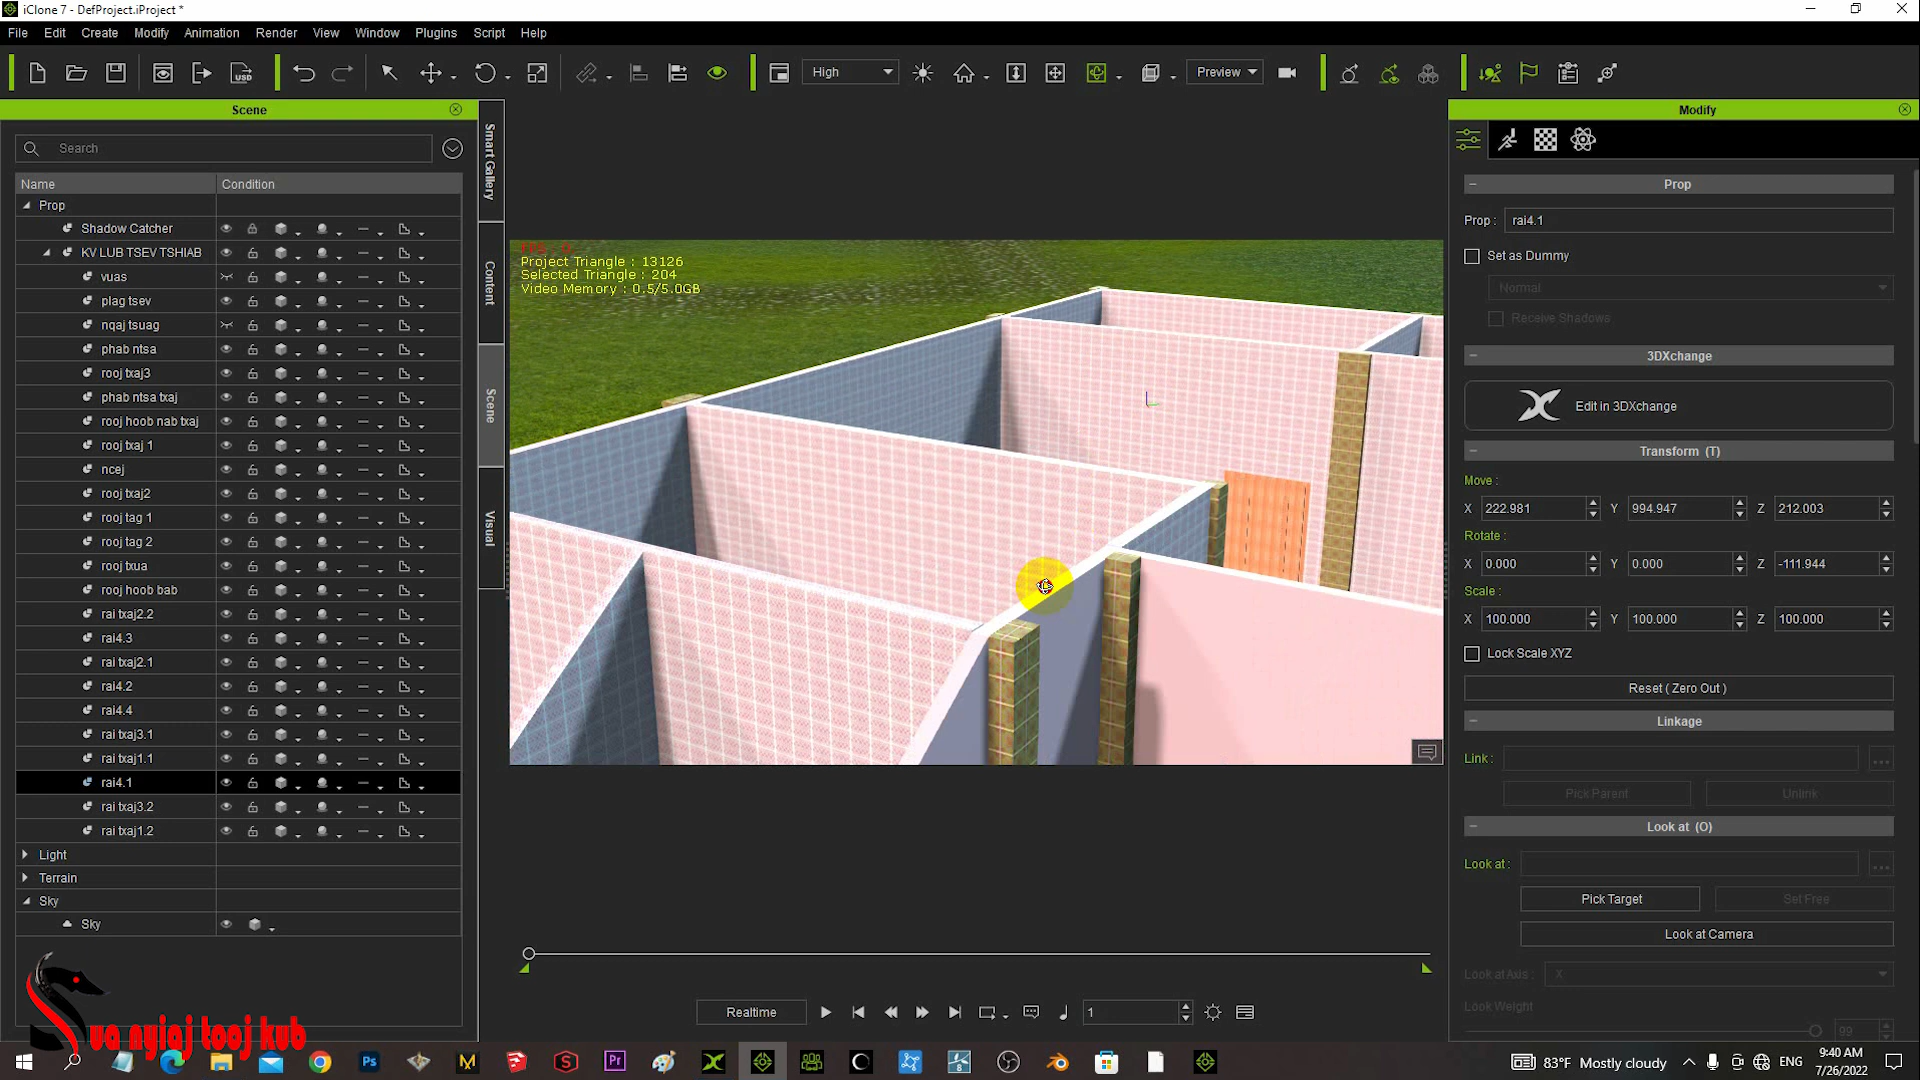 iClone 7 - DefProject.iProject *
File Edit Create Modify Animation Render View Window Plugins Script Help
USD High Preview
Scene
Search
Name Condition
Prop
Shadow Catcher
KV LUB TSEV TSHIAB
vuas
plag tsev
nqaj tsuag
phab ntsa
rooj txaj3
phab ntsa txaj
rooj hoob nab txaj
rooj txaj 1
ncej
rooj txaj2
rooj tag 1
rooj tag 2
rooj txua
rooj hoob bab
rai txaj2.2
rai4.3
rai txaj2.1
rai4.2
rai4.4
rai txaj3.1
rai txaj1.1
rai4.1
rai txaj3.2
rai txaj1.2
Light
Terrain
Sky
Sky
Smart Gallery
Content
Scene
Visual
Project Triangle : 13126
Selected Triangle : 204
Video Memory : 0.5/5.0GB
Realtime
1
Modify
Prop
Prop : rai4.1
Set as Dummy
Normal
Receive Shadows
3DXchange
Edit in 3DXchange
Transform (T)
Move :
X 222.981 Y 994.947 Z 212.003
Rotate :
X 0.000 Y 0.000 Z -111.944
Scale :
X 100.000 Y 100.000 Z 100.000
Lock Scale XYZ
Reset ( Zero Out )
Linkage
Link : ...
Pick Parent Unlink
Look at (O)
Look at : ...
Pick Target Set Free
Look at Camera
Look at Axis : X
Look Weight
99
Sua nyiaj tooj kub
Ps M S Pr C 8
83°F Mostly cloudy ENG
9:40 AM
7/26/2022